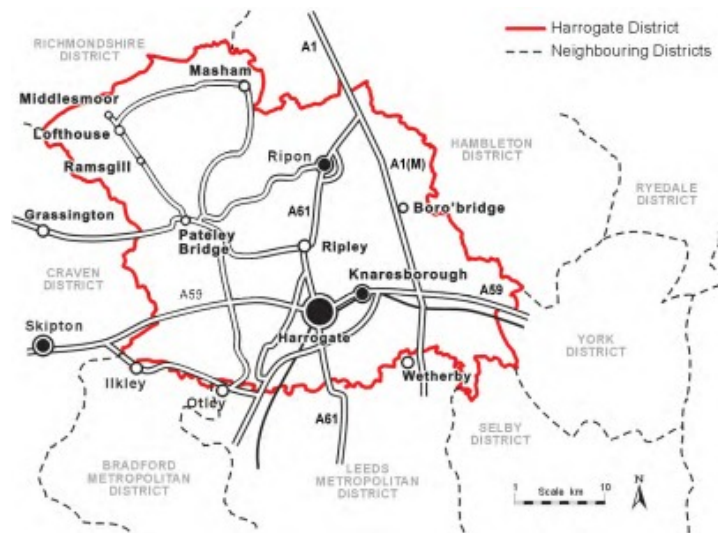 A1
Harrogate District
Neighbouring Districts
RICHMONDSHIRE
DISTRICT
Masham
Middlesmoor
Lofthouse
Ramsgill
Ripon
A1(M)
HAMBLETON
DISTRICT
RYEDALE
DISTRICT
Grassington
A61
Boro'bridge
Pateley
Bridge
Ripley
Knaresborough
CRAVEN
DISTRICT
A59
A59
Skipton
Harrogate
YORK
DISTRICT
Ilkley
Wetherby
Otley
A61
SELBY
DISTRICT
BRADFORD
METROPOLITAN
DISTRICT
LEEDS
METROPOLITAN
DISTRICT
1 Scale km 10
N